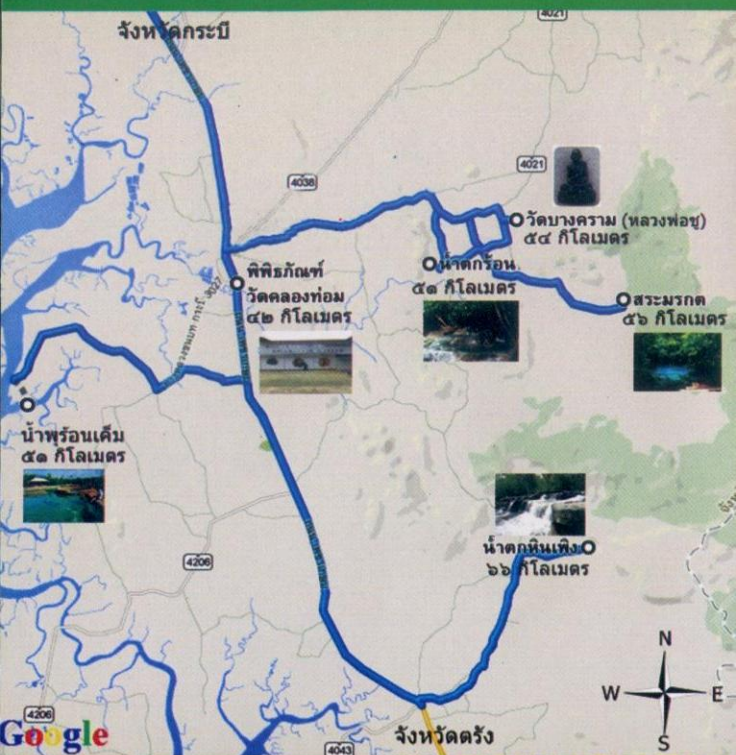 4021
จังหวัดกระบี่
4038
4021
วัดบางคราม (หลวงพ่อชู)
๕๔ กิโลเมตร
น้ำตกร้อน
๕๑ กิโลเมตร
พิพิธภัณฑ์
วัดคลองท่อม
๔๒ กิโลเมตร
สระมรกต
๕๖ กิโลเมตร
น้ำพุร้อนเค็ม
๕๑ กิโลเมตร
น้ำตกหินเพิง
๖๖ กิโลเมตร
4206
N
W
E
S
4206
Google
4043
จังหวัดตรัง